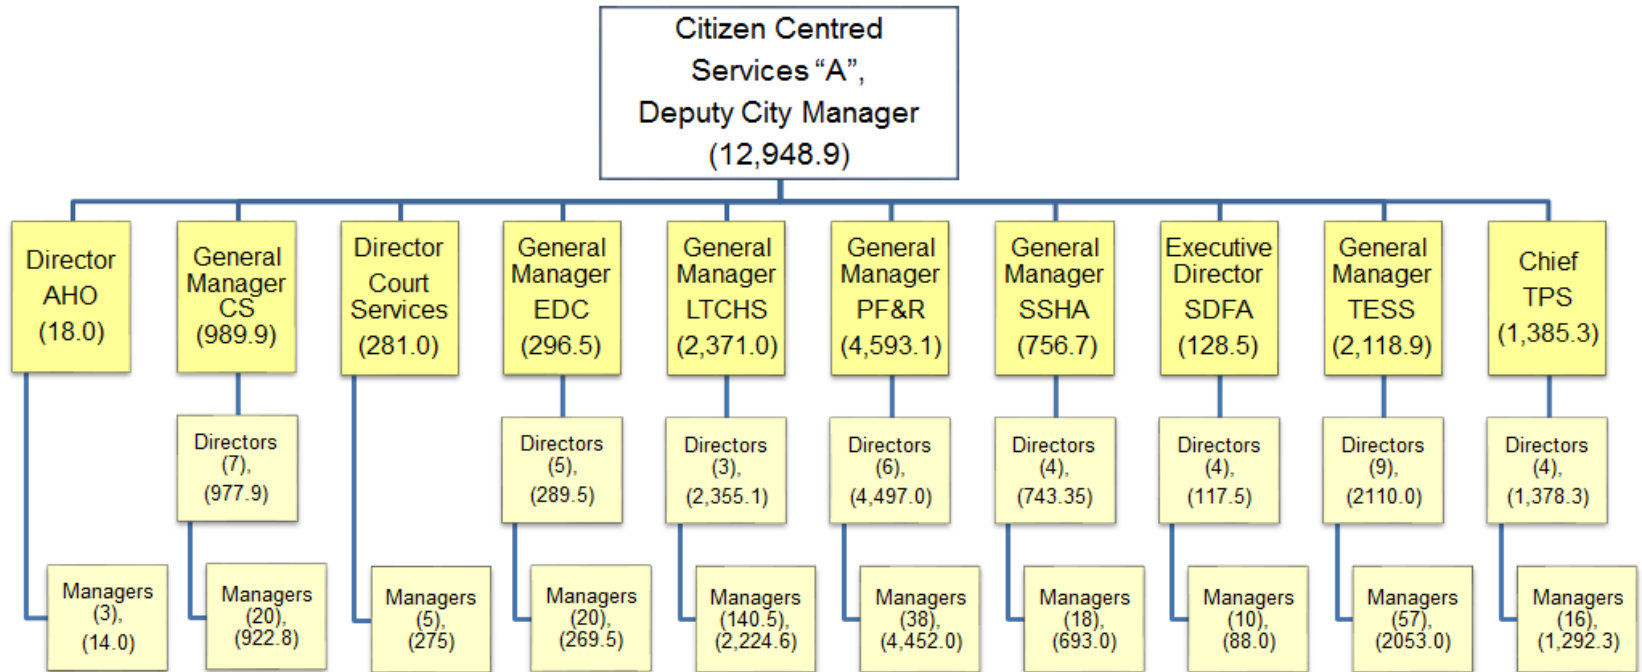 Citizen Centred
Services “A”,
Deputy City Manager
(12,948.9)
Director
AHO
(18.0)
General
Manager
CS
(989.9)
Director
Court
Services
(281.0)
General
Manager
EDC
(296.5)
General
Manager
LTCHS
(2,371.0)
General
Manager
PF&R
(4,593.1)
General
Manager
SSHA
(756.7)
Executive
Director
SDFA
(128.5)
General
Manager
TESS
(2,118.9)
Chief
TPS
(1,385.3)
Directors
(7),
(977.9)
Directors
(5),
(289.5)
Directors
(3),
(2,355.1)
Directors
(6),
(4,497.0)
Directors
(4),
(743.35)
Directors
(4),
(117.5)
Directors
(9),
(2110.0)
Directors
(4),
(1,378.3)
Managers
(3),
(14.0)
Managers
(20),
(922.8)
Managers
(5),
(275)
Managers
(20),
(269.5)
Managers
(140.5),
(2,224.6)
Managers
(38),
(4,452.0)
Managers
(18),
(693.0)
Managers
(10),
(88.0)
Managers
(57),
(2053.0)
Managers
(16),
(1,292.3)